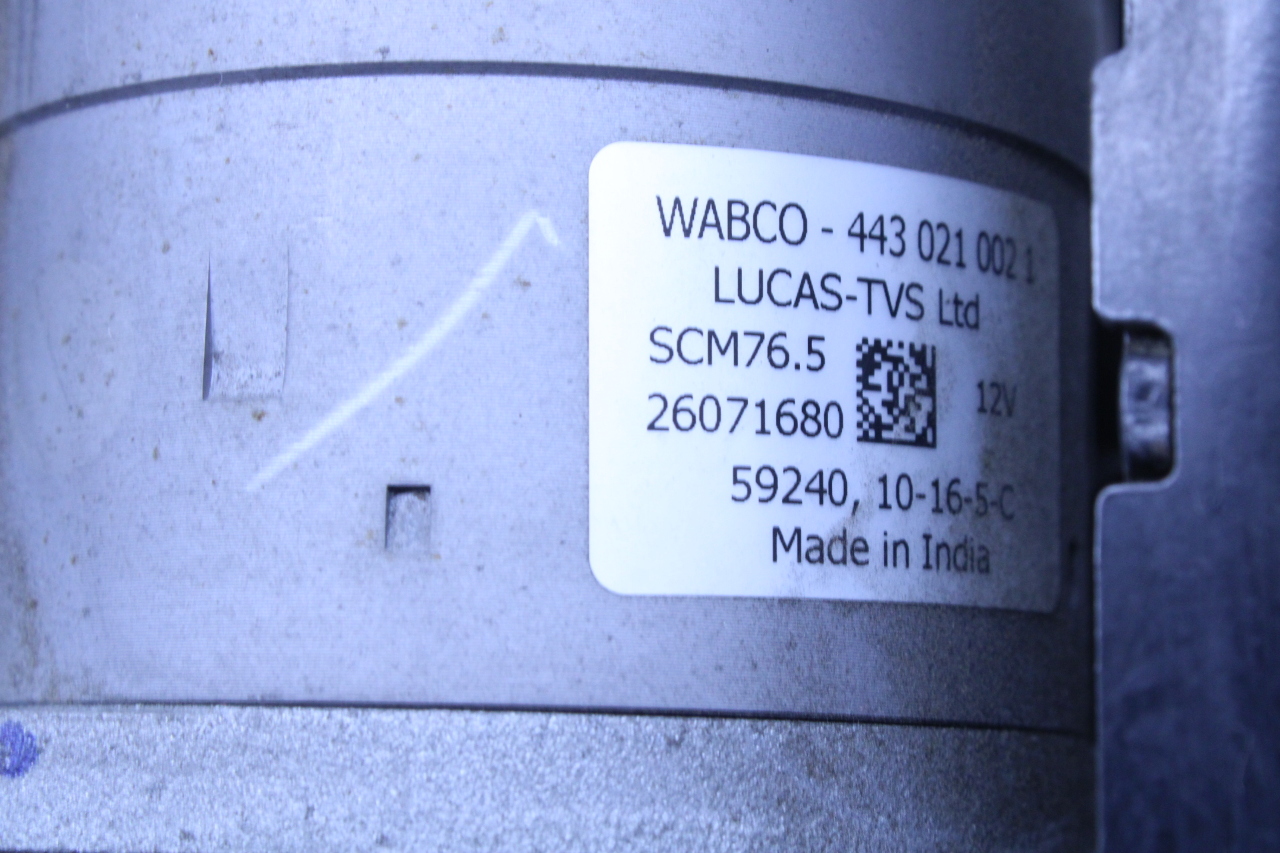 WABCO - 443 021 002 1
LUCAS-TVS Ltd
SCM76.5
12V
26071680
59240, 10-16-5-C
Made in India